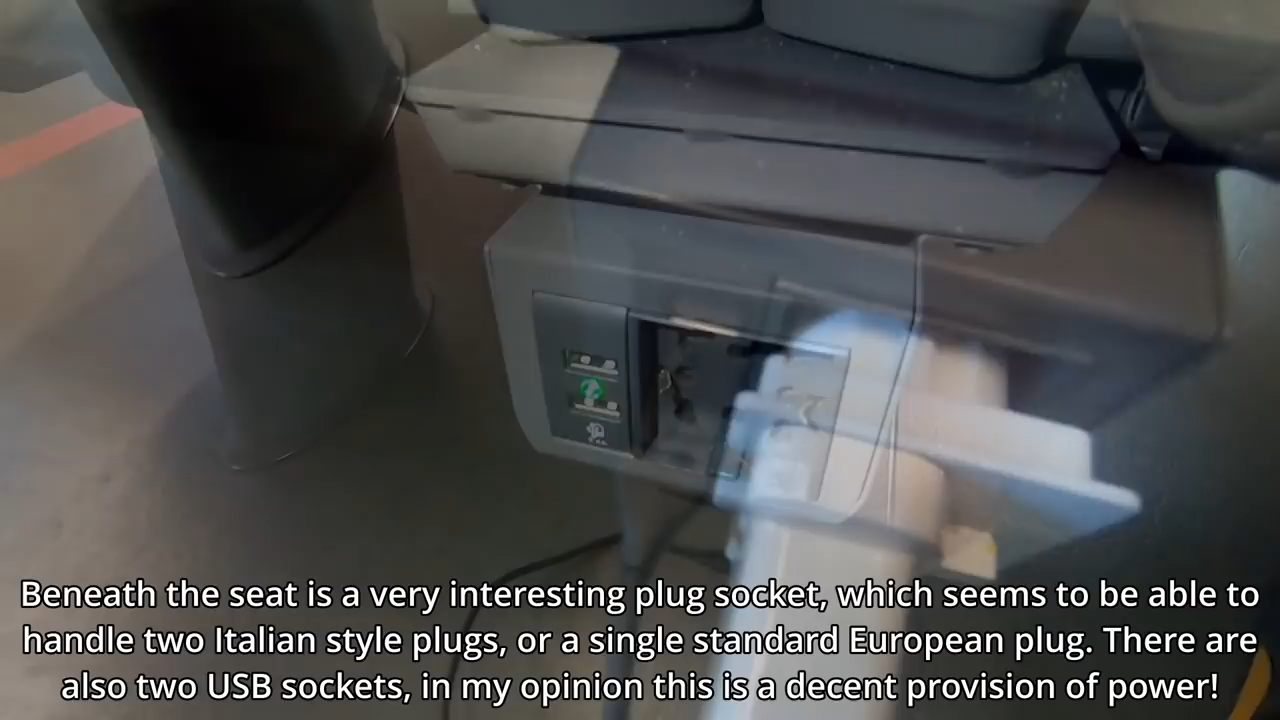 Beneath the seat is a very interesting plug socket, which seems to be able to
handle two Italian style plugs, or a single standard European plug. There are
also two USB sockets, in my opinion this is a decent provision of power!